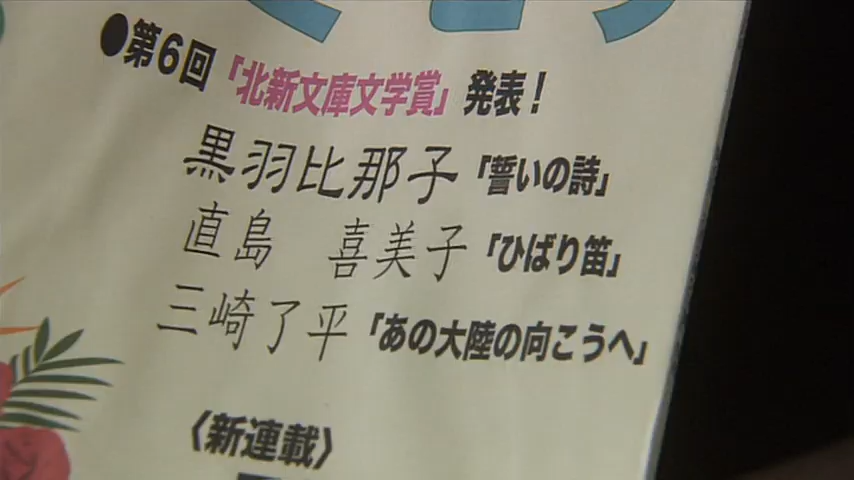 ●第6回「北新文庫文学賞」発表！
黒羽比那子「誓いの詩」
直島　喜美子「ひばり笛」
三崎了平「あの大陸の向こうへ」
〈新連載〉